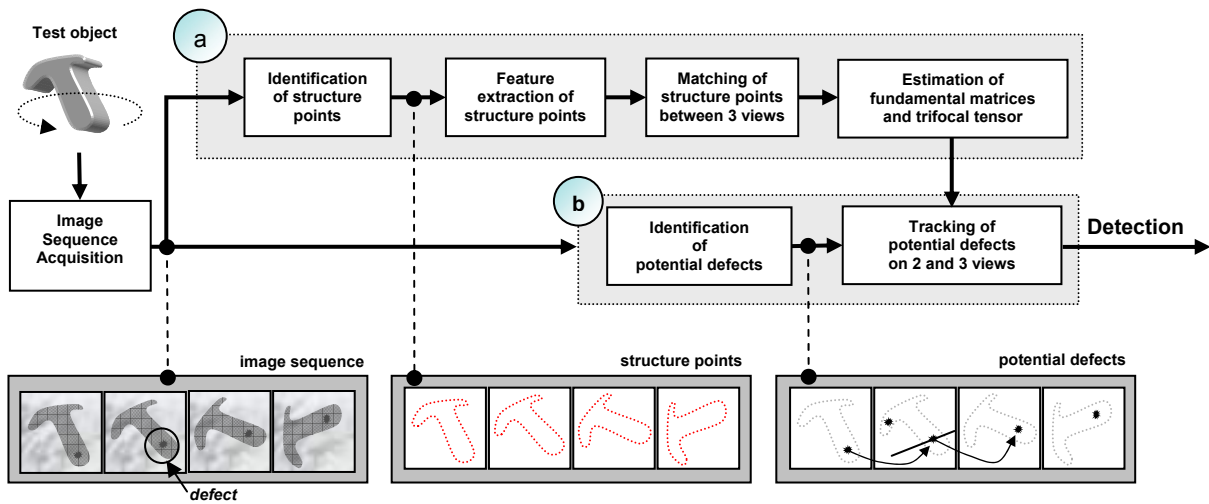 Test object
a
Identification
of structure
points
Feature
extraction of
structure points
Matching of
structure points
between 3 views
Estimation of
fundamental matrices
and trifocal tensor
Image
Sequence
Acquisition
b
Identification
of
potential defects
Tracking of
potential defects
on 2 and 3 views
Detection
image sequence
structure points
potential defects
defect